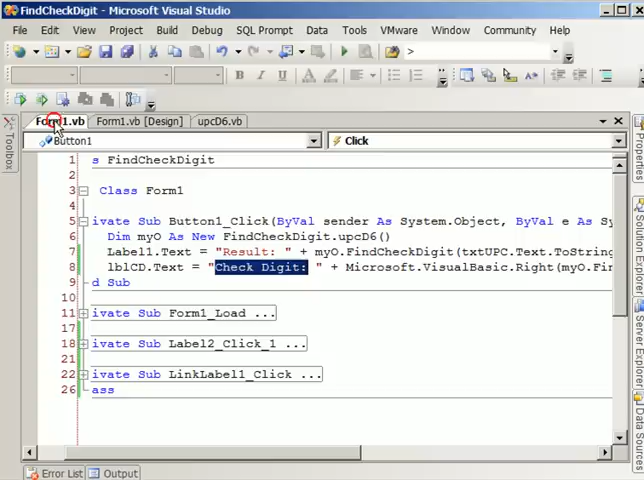 FindCheckDigit - Microsoft Visual Studio
File Edit View Project Build Debug SQL Prompt Data Tools VMware Window Community Help
B I U A
Form1.vb Form1.vb [Design] upcD6.vb
Button1 Click
1 s FindCheckDigit
2
3 Class Form1
4
5 ivate Sub Button1_Click(ByVal sender As System.Object, ByVal e As Sy
6 Dim myO As New FindCheckDigit.upcD6()
7 Label1.Text = "Result: " + myO.FindCheckDigit(txtUPC.Text.ToString
8 lblCD.Text = "Check Digit: " + Microsoft.VisualBasic.Right(myO.Fin
9 d Sub
10
11 ivate Sub Form1_Load ...
17
18 ivate Sub Label2_Click_1 ...
21
22 ivate Sub LinkLabel1_Click ...
26 ass
Error List Output
Toolbox
Properties
Solution Explorer
Server Explorer
Data Sources